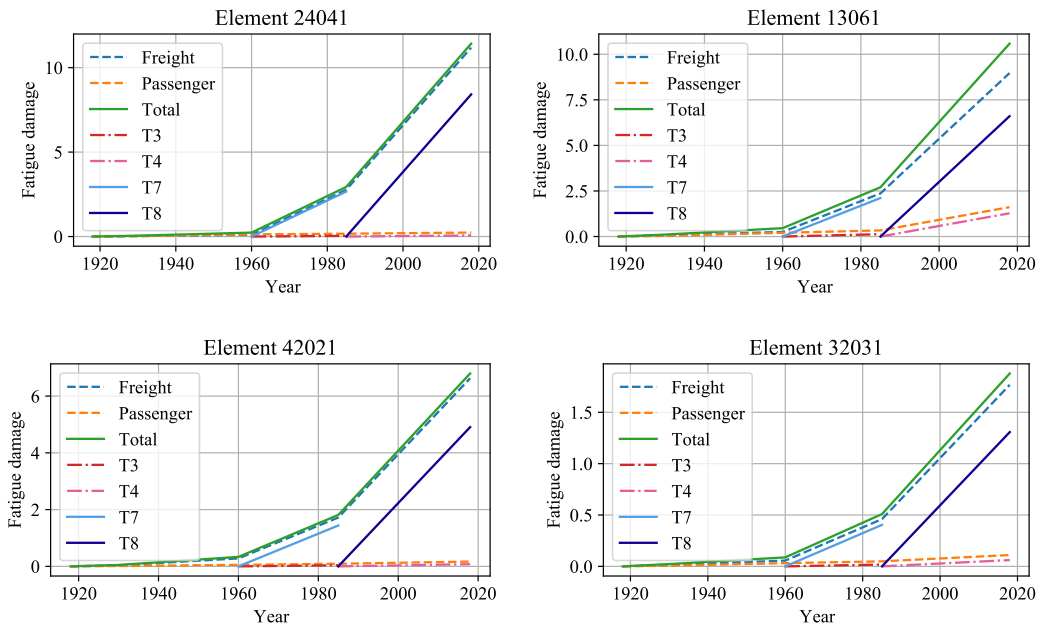 Element 24041
Fatigue damage
10
5
0
Freight
Passenger
Total
T3
T4
T7
T8
1920 1940 1960 1980 2000 2020
Year
Element 13061
Fatigue damage
10.0
7.5
5.0
2.5
0.0
Freight
Passenger
Total
T3
T4
T7
T8
1920 1940 1960 1980 2000 2020
Year
Element 42021
Fatigue damage
6
4
2
0
Freight
Passenger
Total
T3
T4
T7
T8
1920 1940 1960 1980 2000 2020
Year
Element 32031
Fatigue damage
1.5
1.0
0.5
0.0
Freight
Passenger
Total
T3
T4
T7
T8
1920 1940 1960 1980 2000 2020
Year